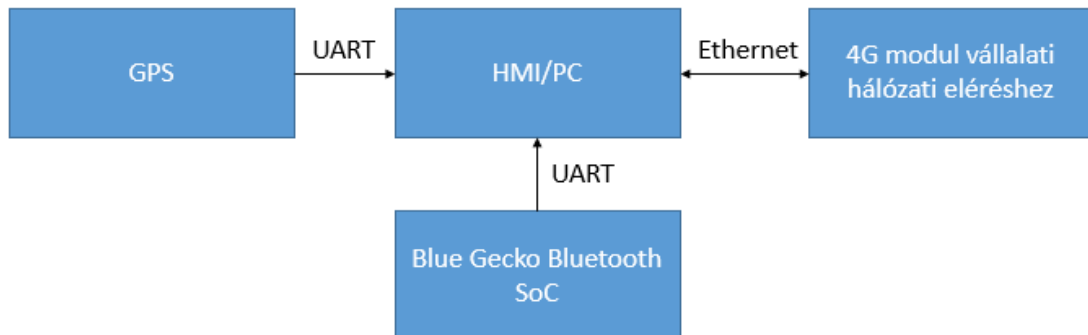 GPS
UART
HMI/PC
Ethernet
4G modul vállalati
hálózati eléréshez
UART
Blue Gecko Bluetooth
SoC